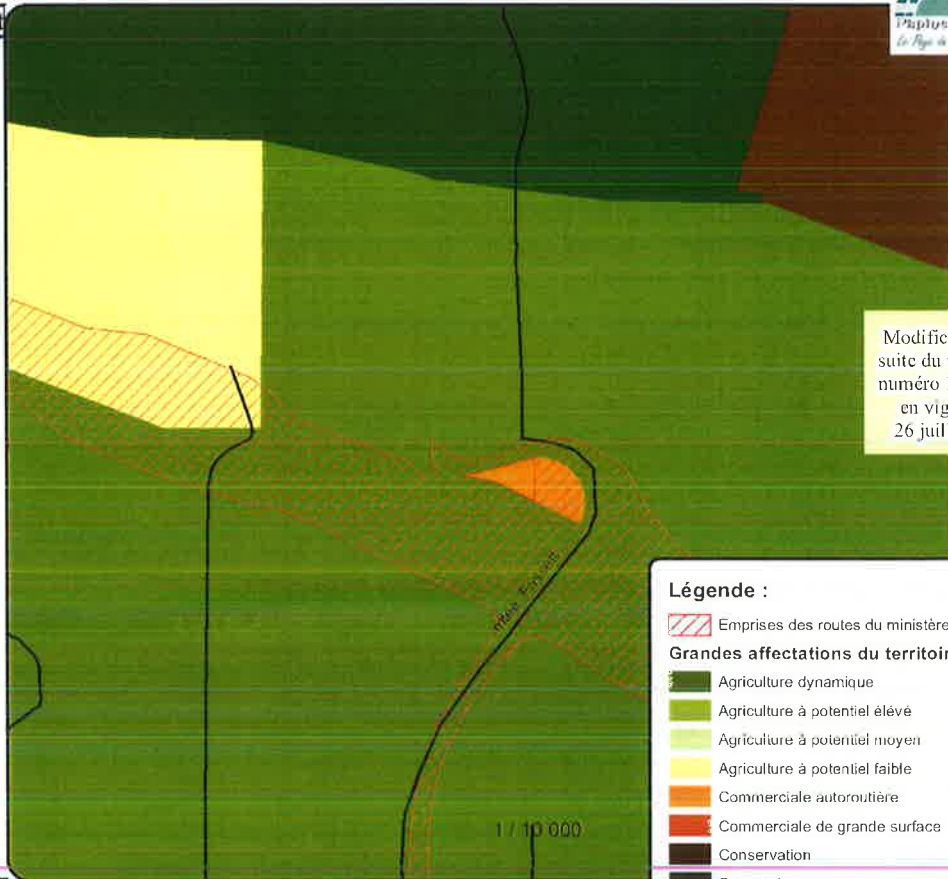 Modific
suite du
numéro
en vig
26 juil
Légende :
Emprises des routes du ministère
Grandes affectations du territoir
Agriculture dynamique
Agriculture à potentiel élévé
Agriculture à potentiel moyen
Agriculture à potentiel faible
Commerciale autoroutière
Commerciale de grande surface
Conservation
1 / 10 000